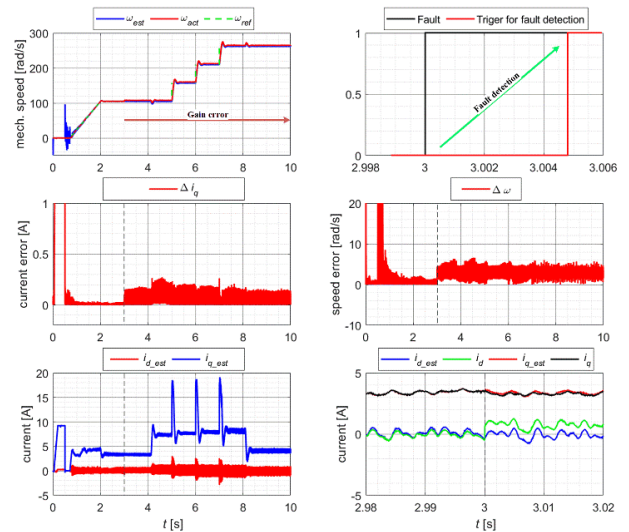 ω_est ω_act ω_ref
mech. speed [rad/s]
300
200
100
0
Gain error
0 2 4 6 8 10
Fault Triger for fault detection
1
0.5
0
Fault detection
2.998 3 3.002 3.004 3.006
Δ i_q
current error [A]
1
0.5
0
0 2 4 6 8 10
Δ ω
speed error [rad/s]
20
10
0
-10
0 2 4 6 8 10
i_d_est i_q_est
current [A]
20
15
10
5
0
-5
0 2 4 6 8 10
t [s]
i_d_est i_d i_q_est i_q
current [A]
5
0
-5
2.98 2.99 3 3.01 3.02
t [s]